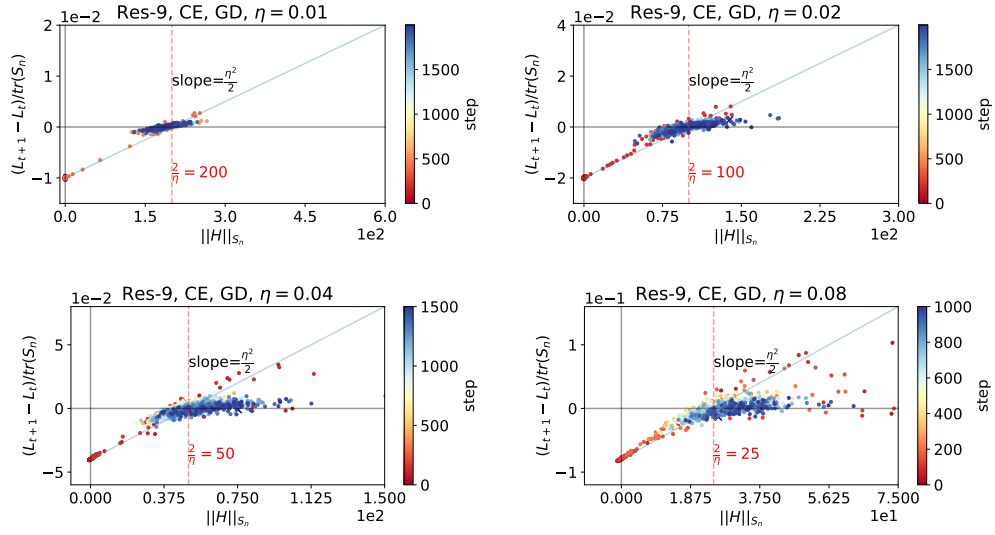 Res-9, CE, GD, η = 0.01
1e−2
(L_{t+1} − L_t)/tr(S_n)
2
1
0
−1
slope=η²/2
2/η = 200
0.0 1.5 3.0 4.5 6.0
1e2
||H||_{S_n}
1500
1000
500
0
step
Res-9, CE, GD, η = 0.02
1e−2
(L_{t+1} − L_t)/tr(S_n)
4
2
0
−2
slope=η²/2
2/η = 100
0.00 0.75 1.50 2.25 3.00
1e2
||H||_{S_n}
1500
1000
500
0
step
Res-9, CE, GD, η = 0.04
1e−2
(L_{t+1} − L_t)/tr(S_n)
5
0
−5
slope=η²/2
2/η = 50
0.000 0.375 0.750 1.125 1.500
1e2
||H||_{S_n}
1500
1000
500
0
step
Res-9, CE, GD, η = 0.08
1e−1
(L_{t+1} − L_t)/tr(S_n)
1
0
−1
slope=η²/2
2/η = 25
0.000 1.875 3.750 5.625 7.500
1e1
||H||_{S_n}
1000
800
600
400
200
0
step